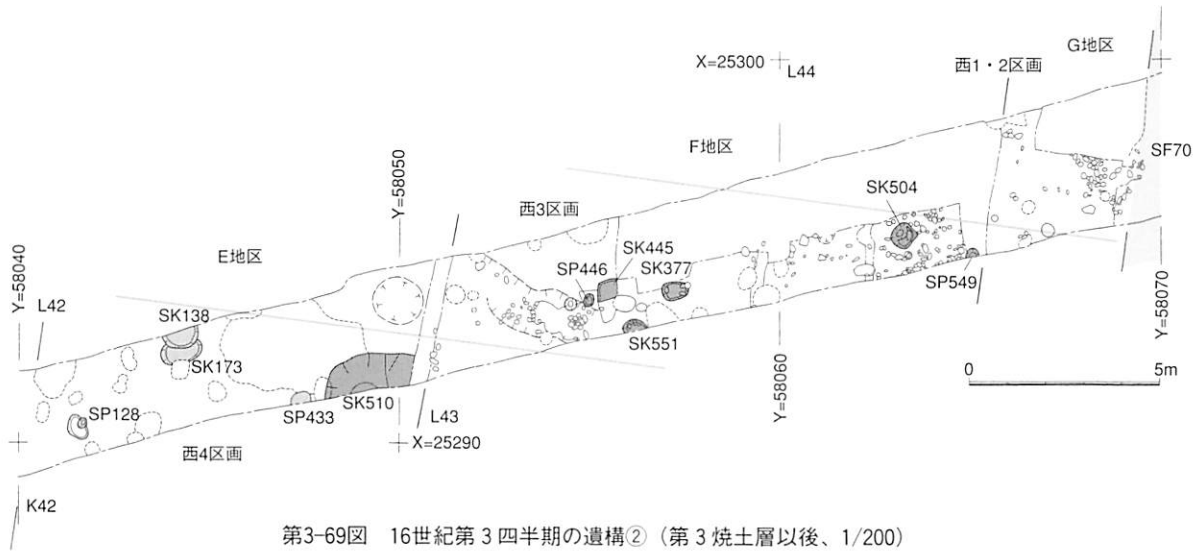 G地区
X=25300
L44
西1・2区画
Y=58050
F地区
SF70
西3区画
SK504
Y=58040
E地区
SK445
SP446
SK377
SP549
Y=58070
L42
SK138
SK551
SK173
Y=58060
0 5m
SP128
SP433
SK510
L43
X=25290
西4区画
K42
第3-69図 16世紀第3四半期の遺構② (第3焼土層以後、1/200)